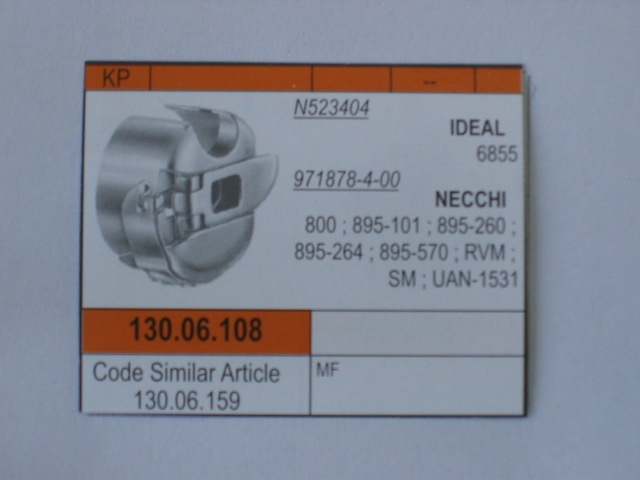 KP
--
N523404
IDEAL
6855
971878-4-00
NECCHI
800 ; 895-101 ; 895-260 ;
895-264 ; 895-570 ; RVM ;
SM ; UAN-1531
130.06.108
Code Similar Article
130.06.159
MF